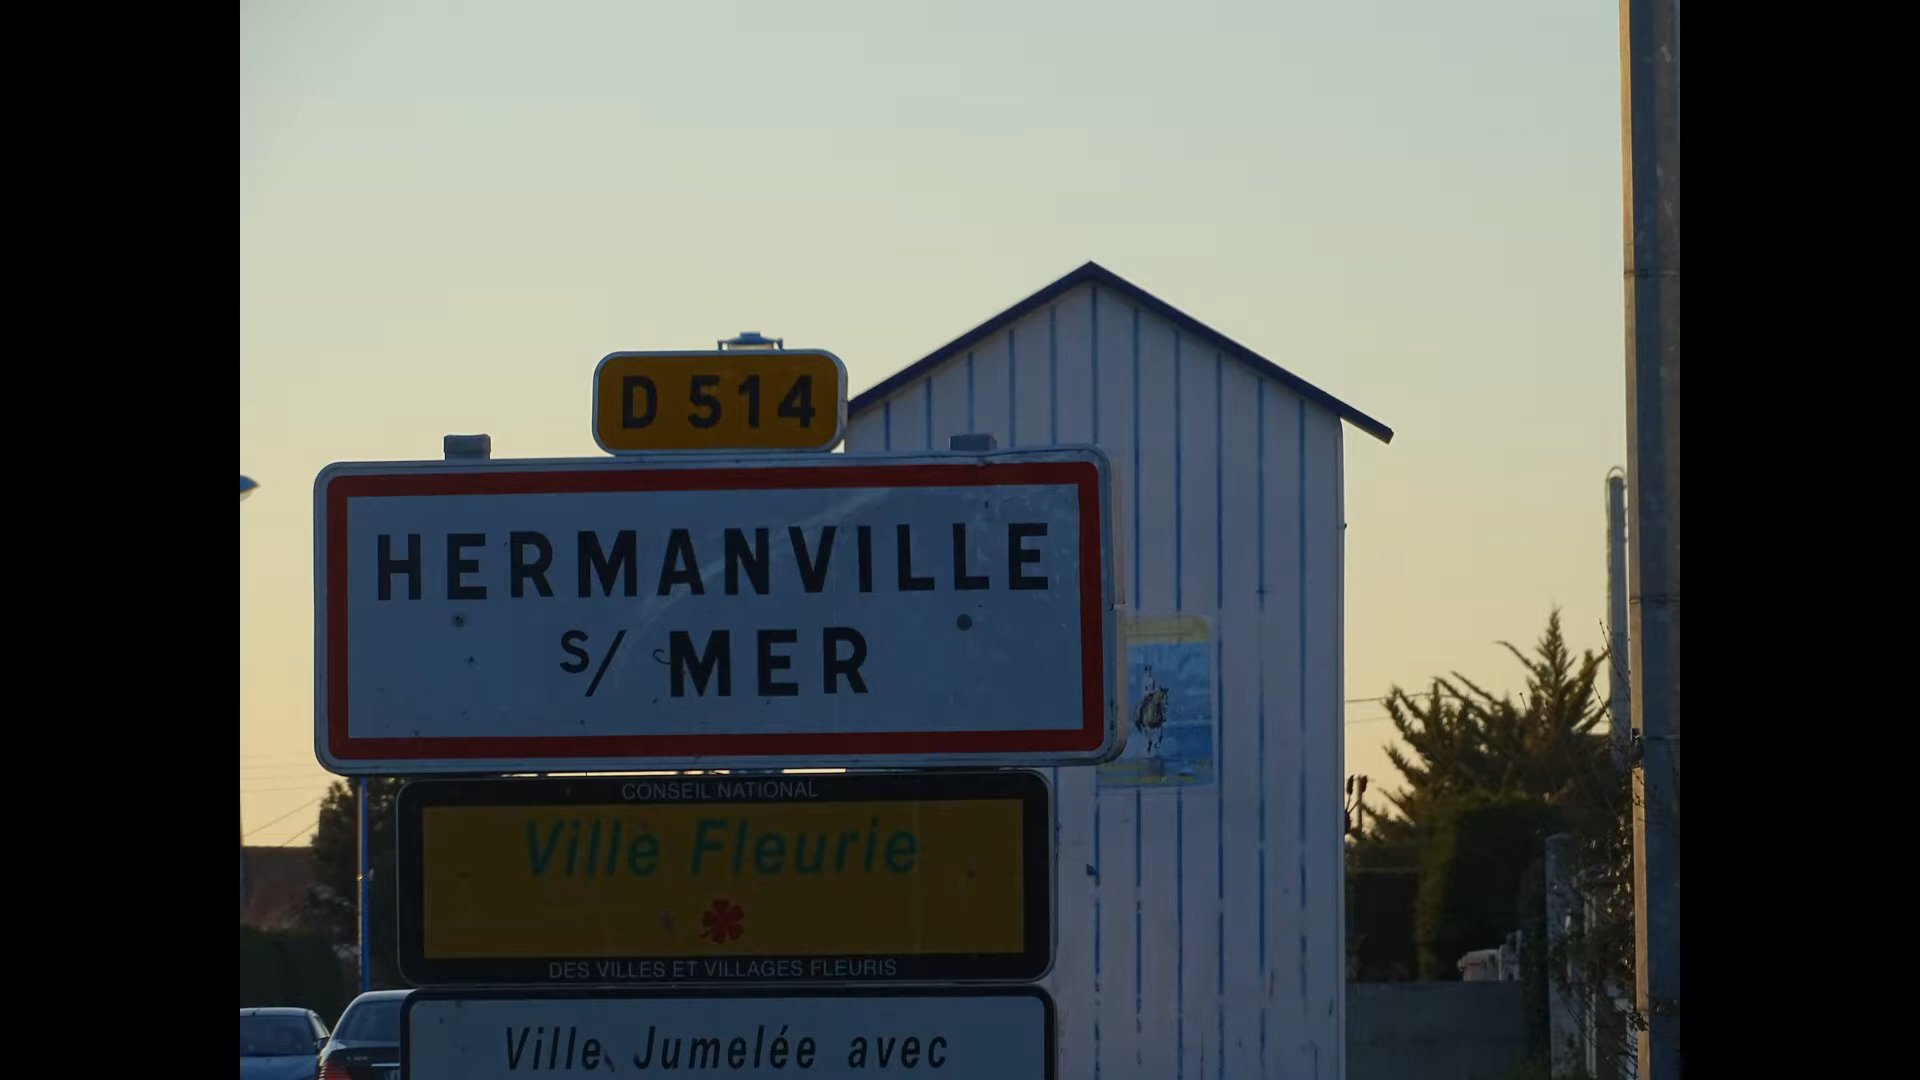 D 514
HERMANVILLE
S/ MER
CONSEIL NATIONAL
Ville Fleurie
DES VILLES ET VILLAGES FLEURIS
Ville Jumelée avec